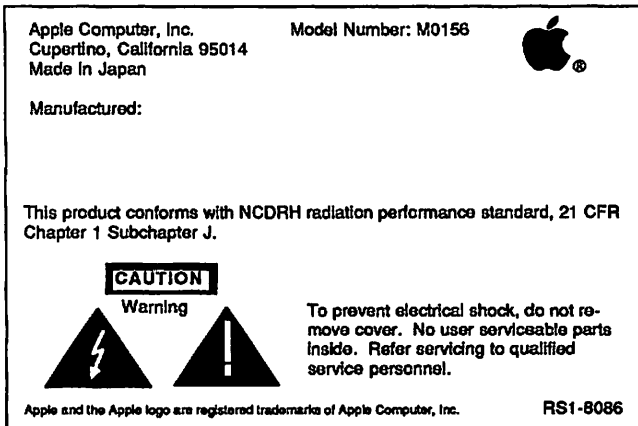 Apple Computer, Inc.
Cupertino, California 95014
Made in Japan
Model Number: M0156
®
Manufactured:
This product conforms with NCDRH radiation performance standard, 21 CFR
Chapter 1 Subchapter J.
CAUTION
Warning
To prevent electrical shock, do not re-
move cover. No user serviceable parts
inside. Refer servicing to qualified
service personnel.
Apple and the Apple logo are registered trademarks of Apple Computer, Inc.
RS1-8086